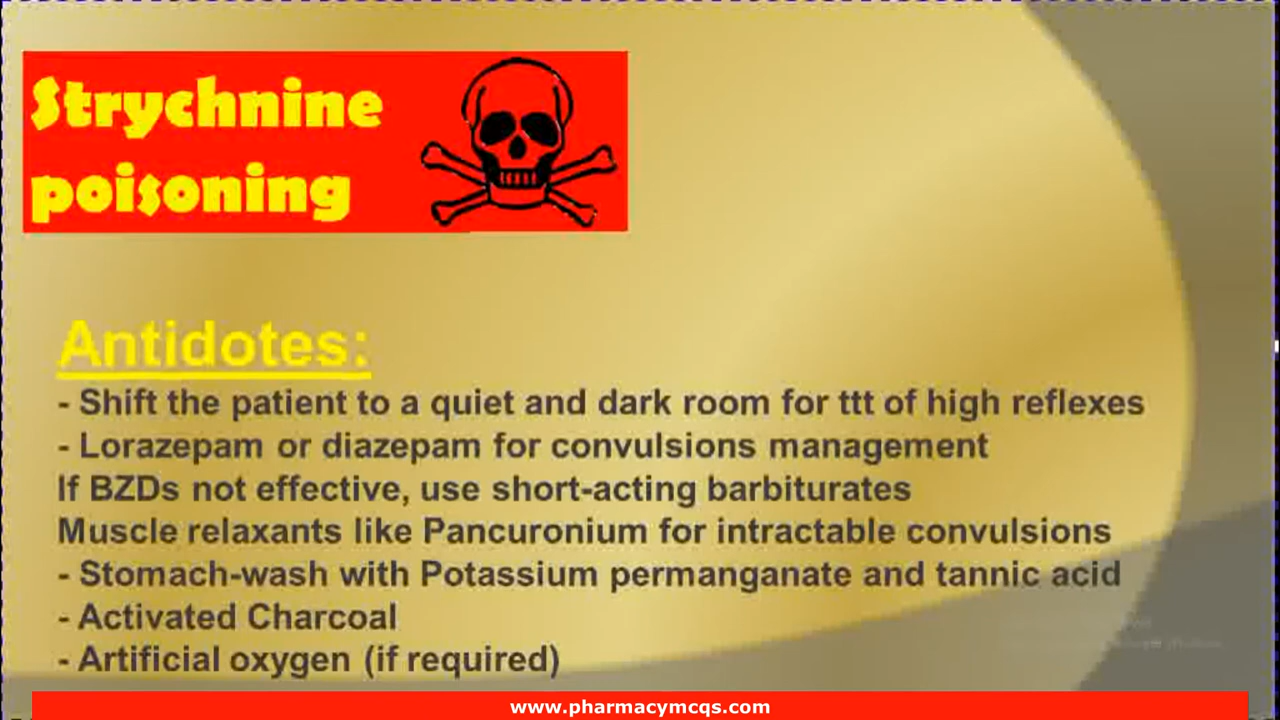 Strychnine
poisoning
Antidotes:
- Shift the patient to a quiet and dark room for ttt of high reflexes
- Lorazepam or diazepam for convulsions management
If BZDs not effective, use short-acting barbiturates
Muscle relaxants like Pancuronium for intractable convulsions
- Stomach-wash with Potassium permanganate and tannic acid
- Activated Charcoal
- Artificial oxygen (if required)
www.pharmacymcqs.com